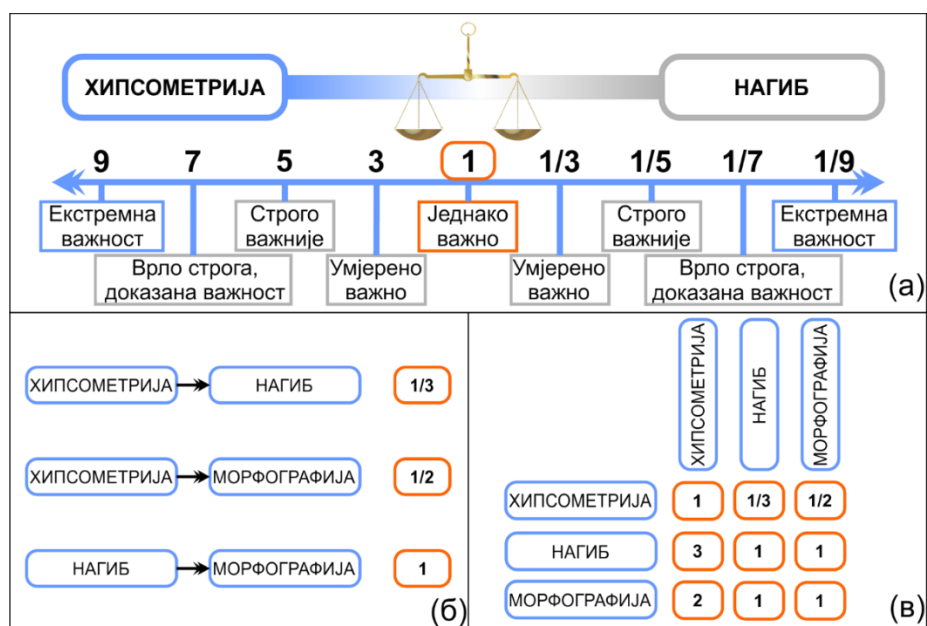 ХИПСОМЕТРИЈА
НАГИБ
9 7 5 3 1 1/3 1/5 1/7 1/9
Екстремна
важност
Строго
важније
Једнако
важно
Строго
важније
Екстремна
важност
Врло строга,
доказана важност
Умјерено
важно
Умјерено
важно
Врло строга,
доказана важност
(а)
ХИПСОМЕТРИЈА НАГИБ 1/3
ХИПСОМЕТРИЈА МОРФОГРАФИЈА 1/2
НАГИБ МОРФОГРАФИЈА 1
(б)
ХИПСОМЕТРИЈА
НАГИБ
МОРФОГРАФИЈА
ХИПСОМЕТРИЈА 1 1/3 1/2
НАГИБ 3 1 1
МОРФОГРАФИЈА 2 1 1
(в)